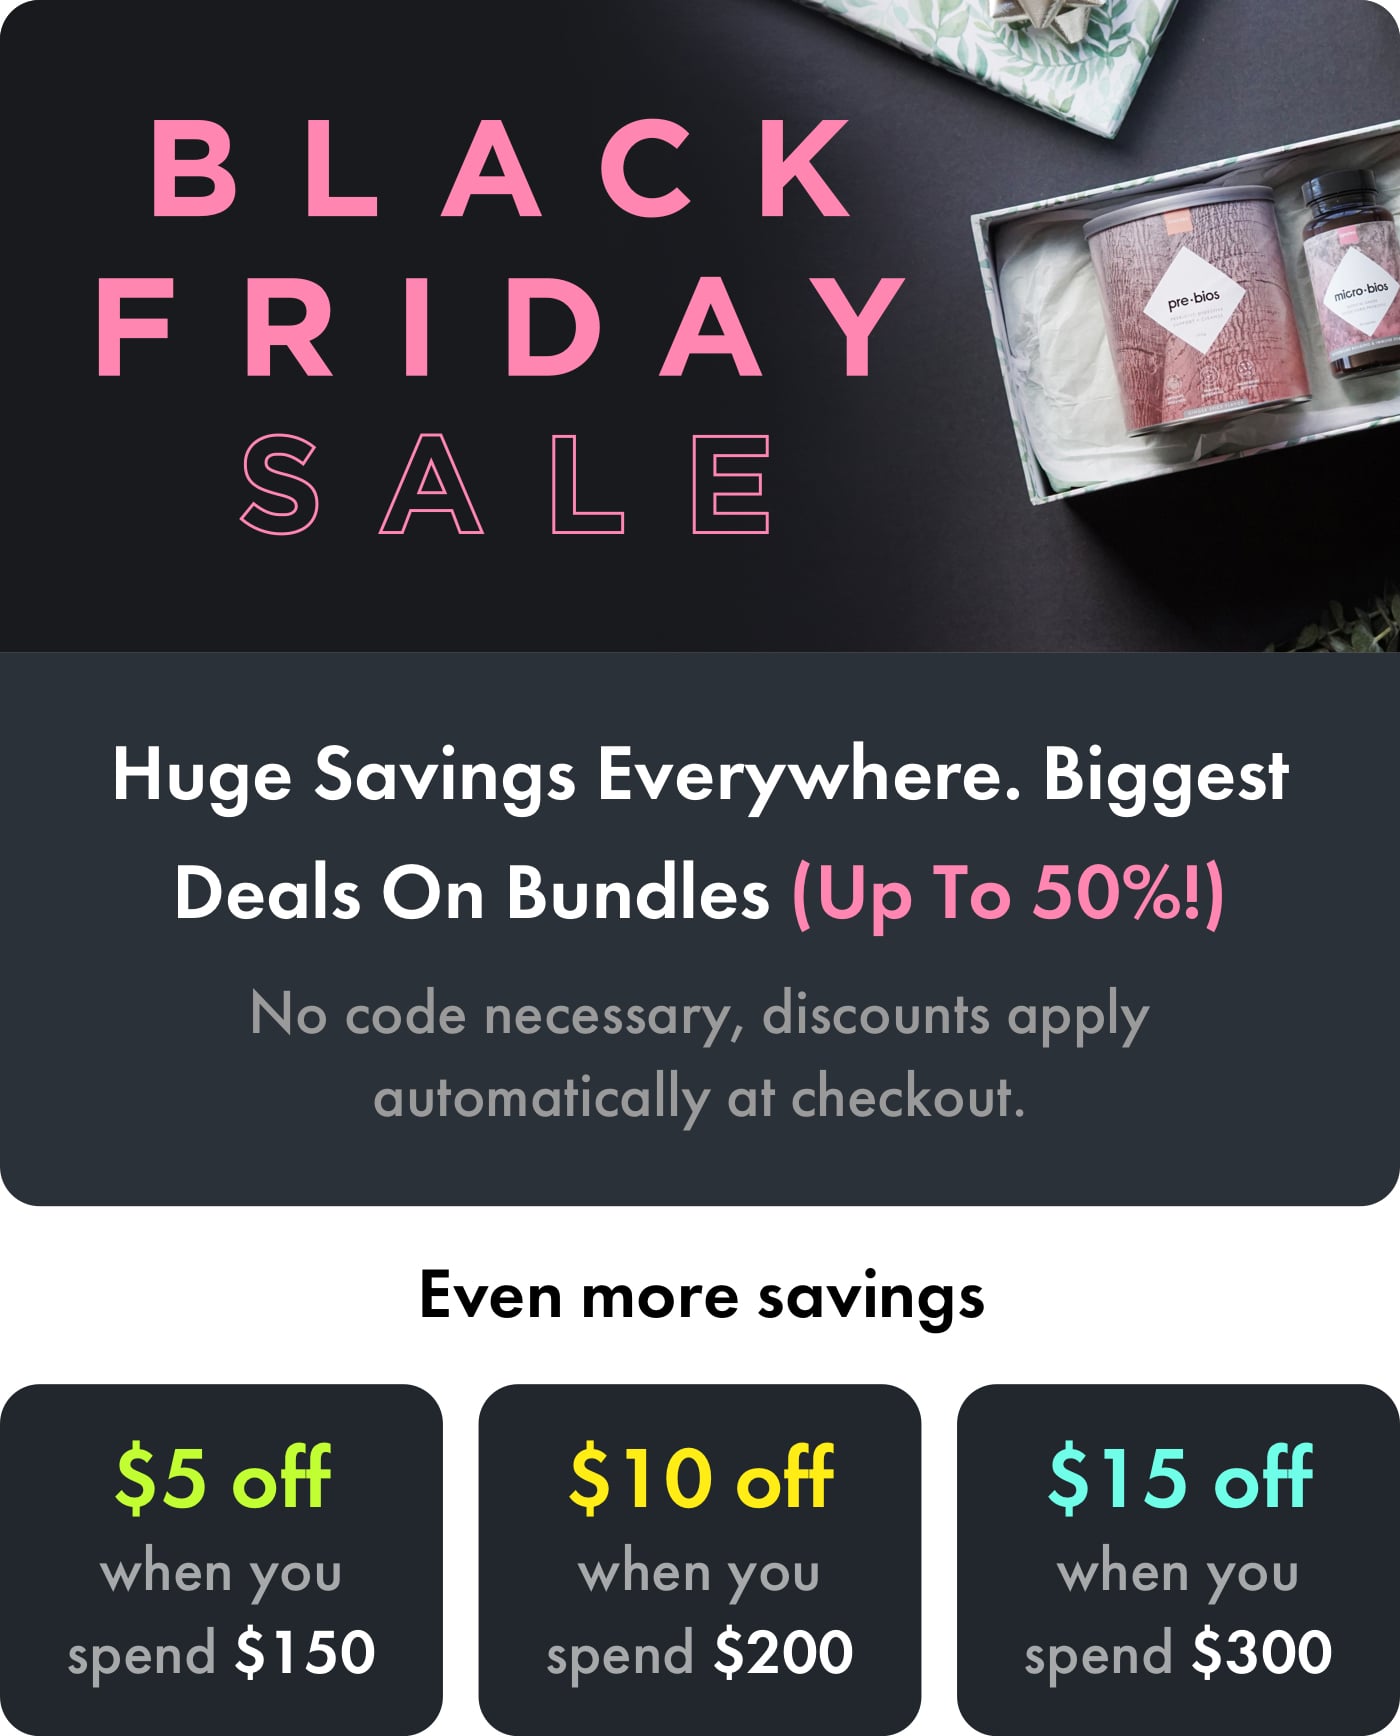 BLACK
FRIDAY
SALE
pre·bios
micro·bios
Huge Savings Everywhere. Biggest
Deals On Bundles (Up To 50%!)
No code necessary, discounts apply
automatically at checkout.
Even more savings
$5 off
when you
spend $150
$10 off
when you
spend $200
$15 off
when you
spend $300